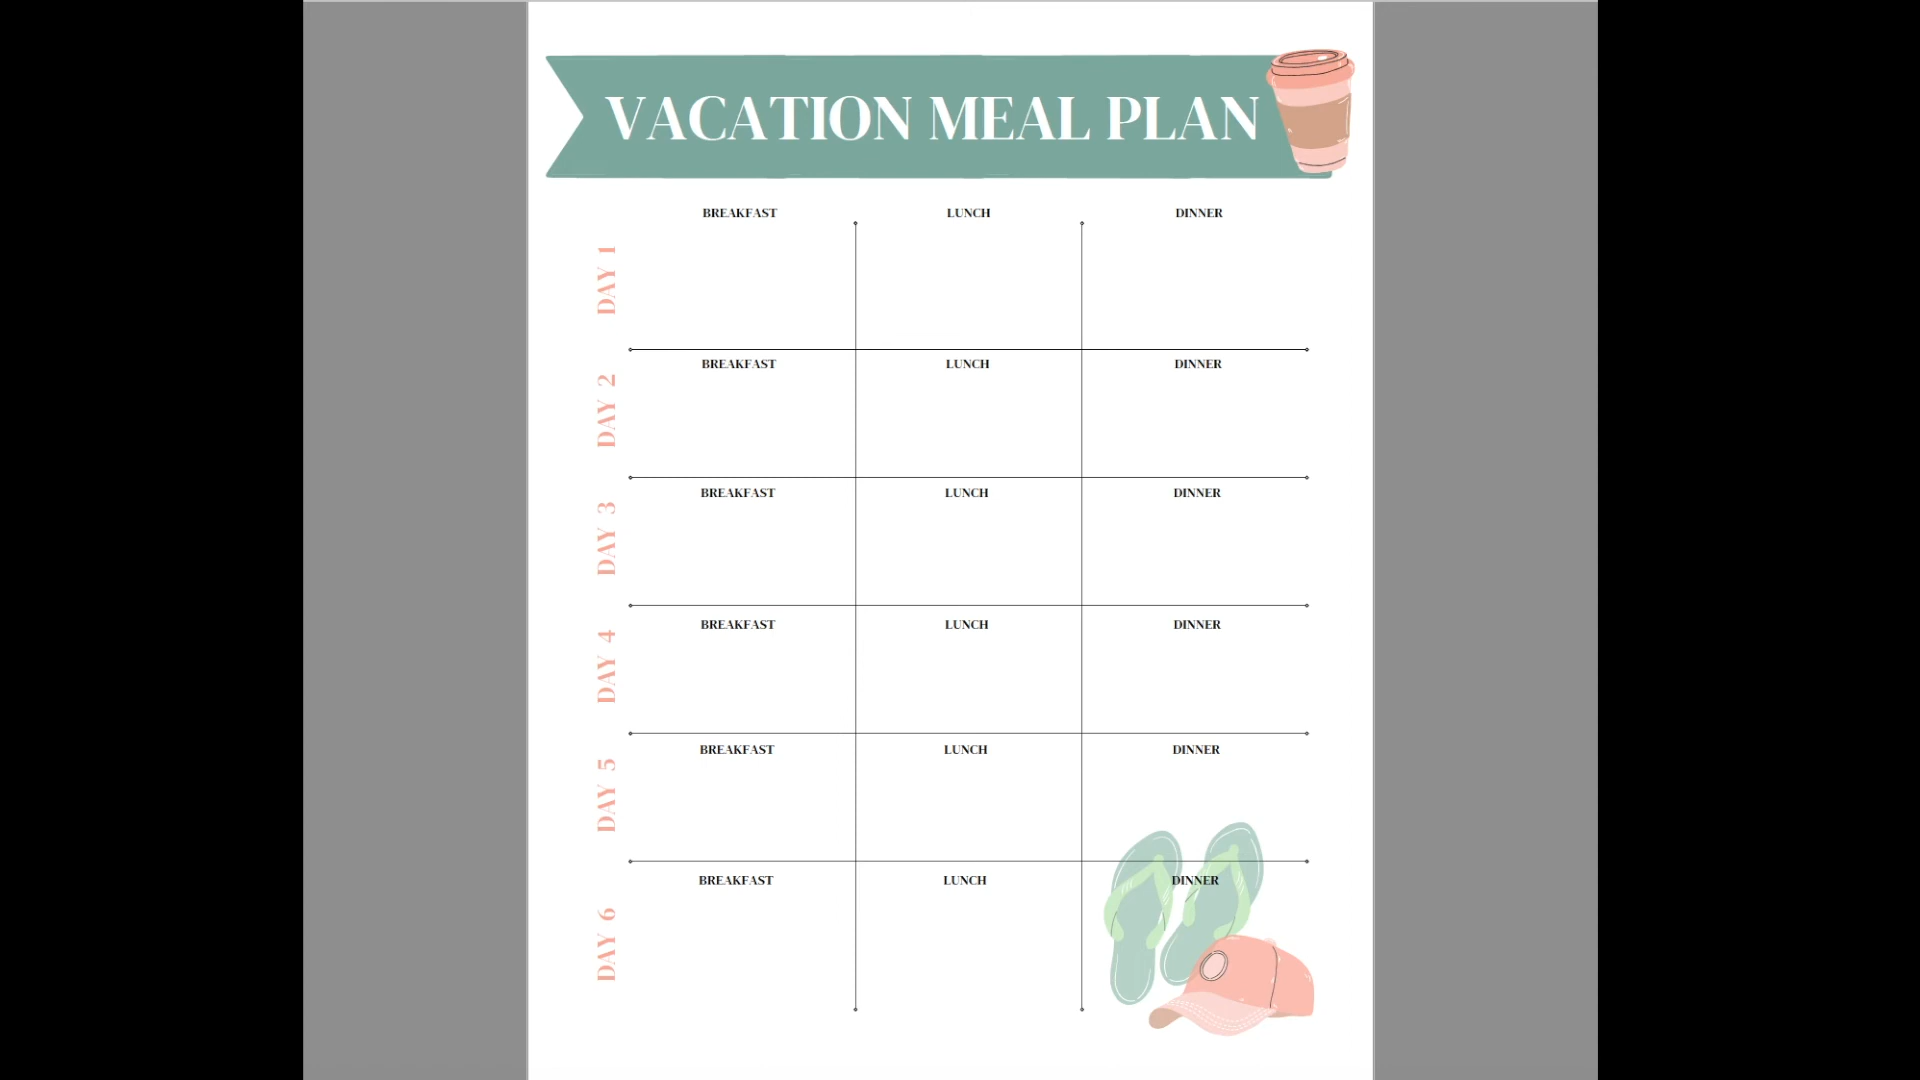 VACATION MEAL PLAN
BREAKFAST LUNCH DINNER
DAY 1
BREAKFAST LUNCH DINNER
DAY 2
BREAKFAST LUNCH DINNER
DAY 3
BREAKFAST LUNCH DINNER
DAY 4
BREAKFAST LUNCH DINNER
DAY 5
BREAKFAST LUNCH DINNER
DAY 6